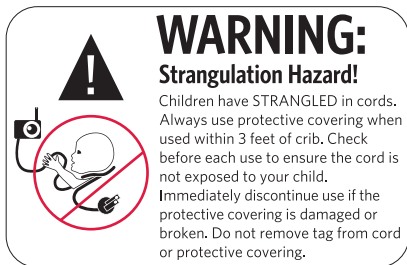 WARNING:
Strangulation Hazard!
Children have STRANGLED in cords.
Always use protective covering when
used within 3 feet of crib. Check
before each use to ensure the cord is
not exposed to your child.
Immediately discontinue use if the
protective covering is damaged or
broken. Do not remove tag from cord
or protective covering.